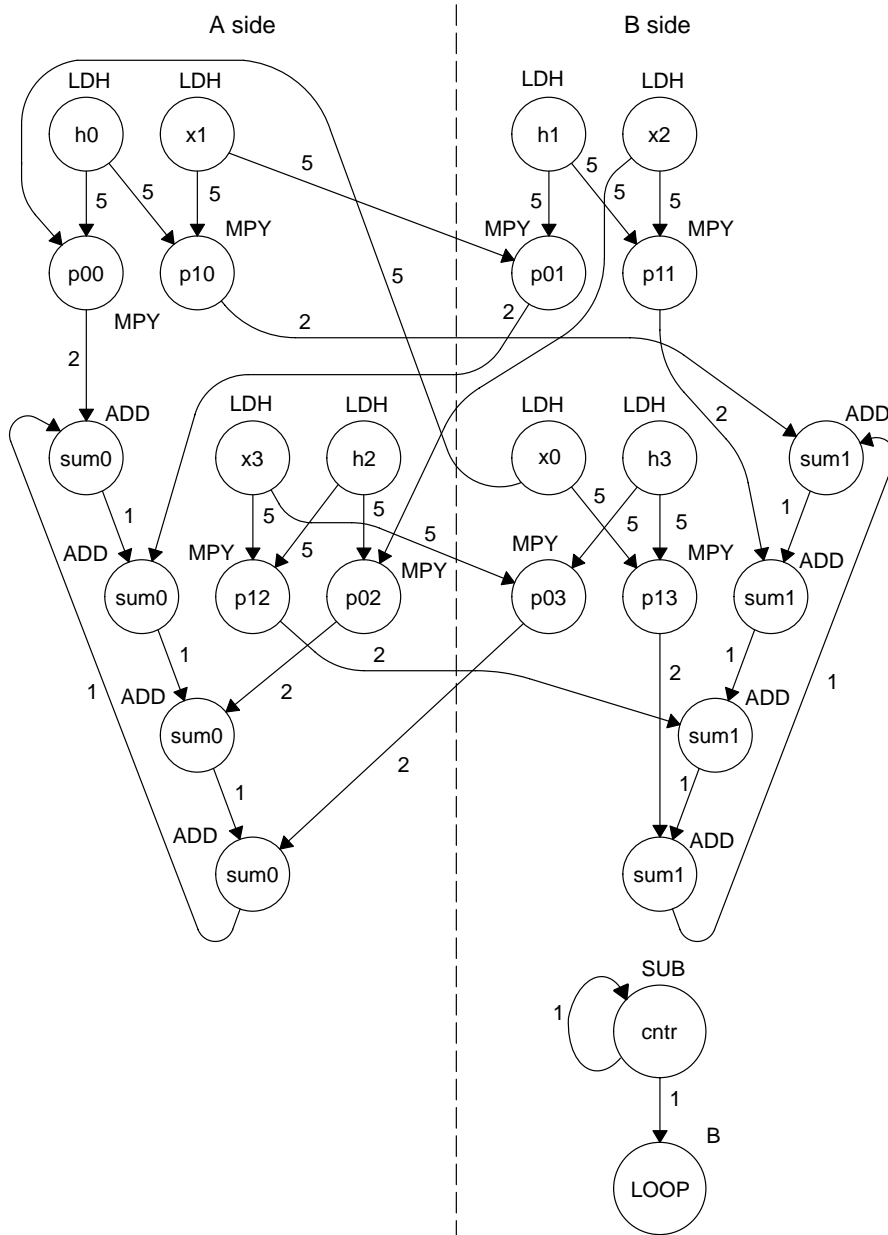 A side B side
LDH LDH LDH LDH
h0 x1 h1 x2
5 5 5 5 5 5 5 5
MPY MPY MPY
p00 p10 p01 p11
5
MPY 2 2
2
LDH LDH LDH LDH
ADD ADD
2
sum0 x3 h2 x0 h3 sum1
1 5 5 5 5 5 5 5 1
ADD MPY MPY MPY MPY ADD
sum0 p12 p02 p03 p13 sum1
1 2 2 1
1 ADD 2 ADD 1
sum0 sum1
1 2 1
ADD ADD
sum0 sum1
SUB
1 cntr
1
B
LOOP